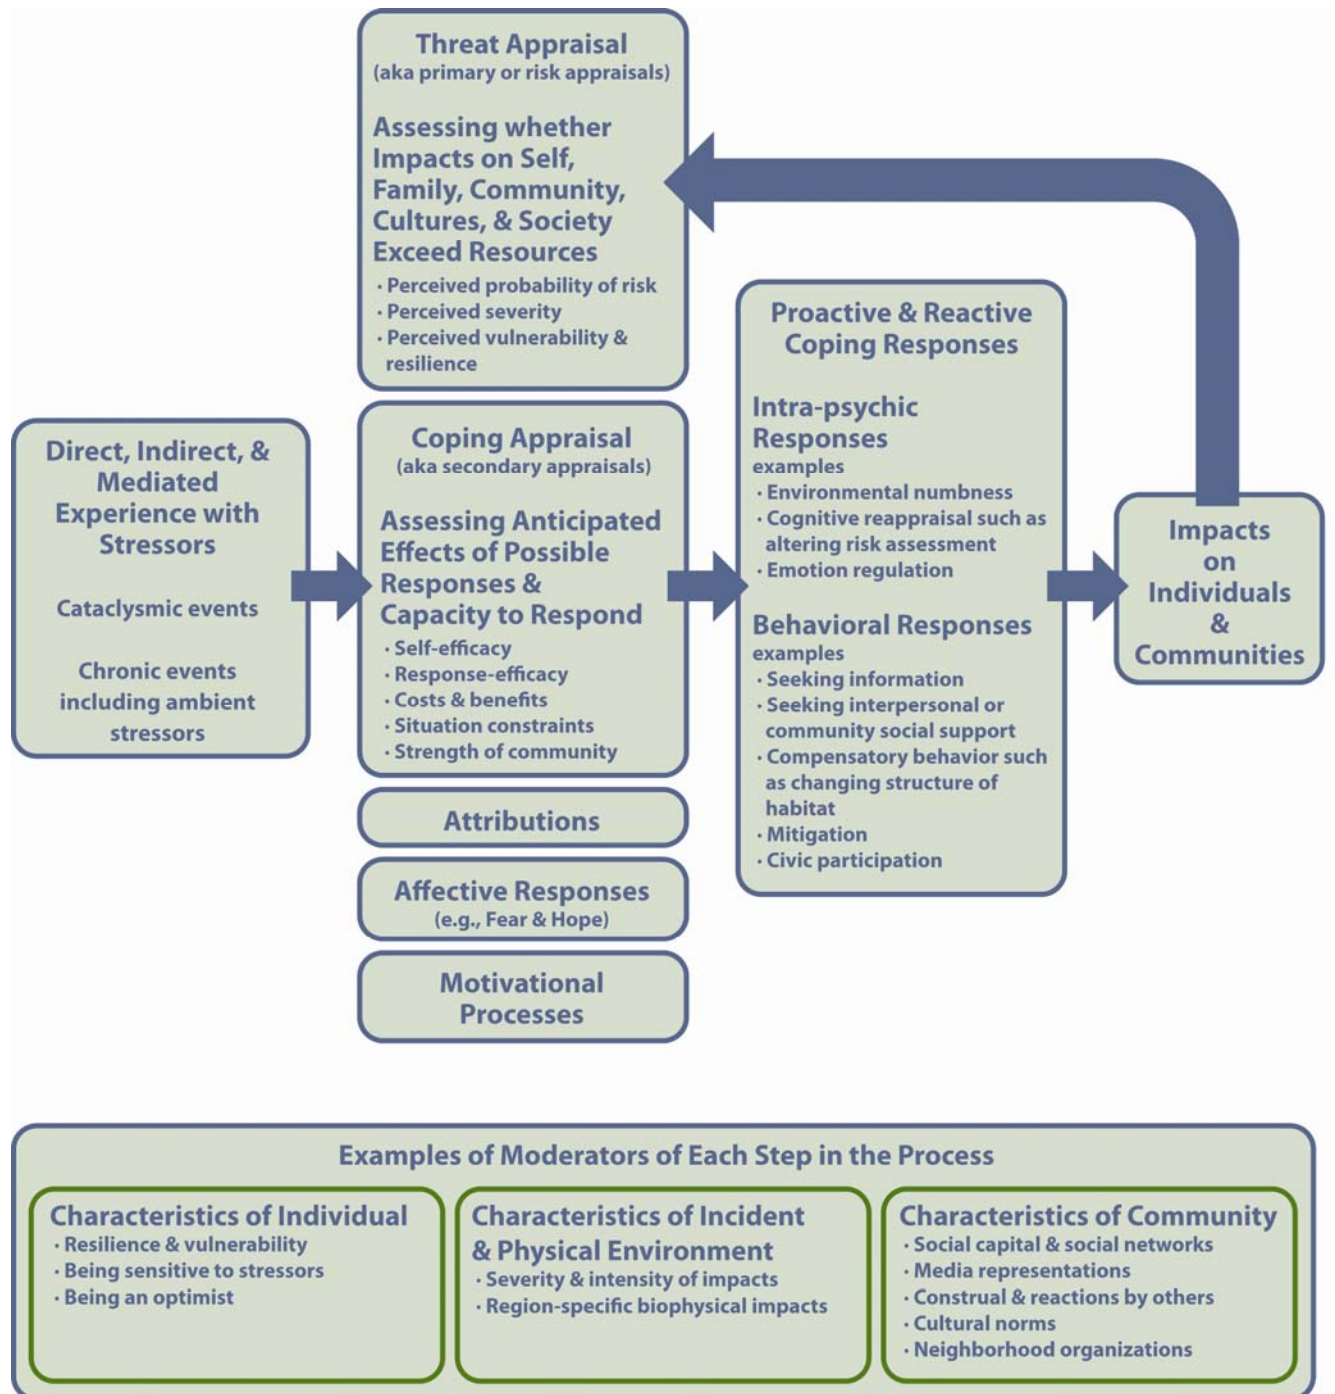 Threat Appraisal
(aka primary or risk appraisals)
Assessing whether
Impacts on Self,
Family, Community,
Cultures, & Society
Exceed Resources
· Perceived probability of risk
· Perceived severity
· Perceived vulnerability &
resilience
Direct, Indirect, &
Mediated
Experience with
Stressors
Cataclysmic events
Chronic events
including ambient
stressors
Coping Appraisal
(aka secondary appraisals)
Assessing Anticipated
Effects of Possible
Responses &
Capacity to Respond
· Self-efficacy
· Response-efficacy
· Costs & benefits
· Situation constraints
· Strength of community
Attributions
Affective Responses
(e.g., Fear & Hope)
Motivational
Processes
Proactive & Reactive
Coping Responses
Intra-psychic
Responses
examples
· Environmental numbness
· Cognitive reappraisal such as
altering risk assessment
· Emotion regulation
Behavioral Responses
examples
· Seeking information
· Seeking interpersonal or
community social support
· Compensatory behavior such
as changing structure of
habitat
· Mitigation
· Civic participation
Impacts
on
Individuals
&
Communities
Examples of Moderators of Each Step in the Process
Characteristics of Individual
· Resilience & vulnerability
· Being sensitive to stressors
· Being an optimist
Characteristics of Incident
& Physical Environment
· Severity & intensity of impacts
· Region-specific biophysical impacts
Characteristics of Community
· Social capital & social networks
· Media representations
· Construal & reactions by others
· Cultural norms
· Neighborhood organizations